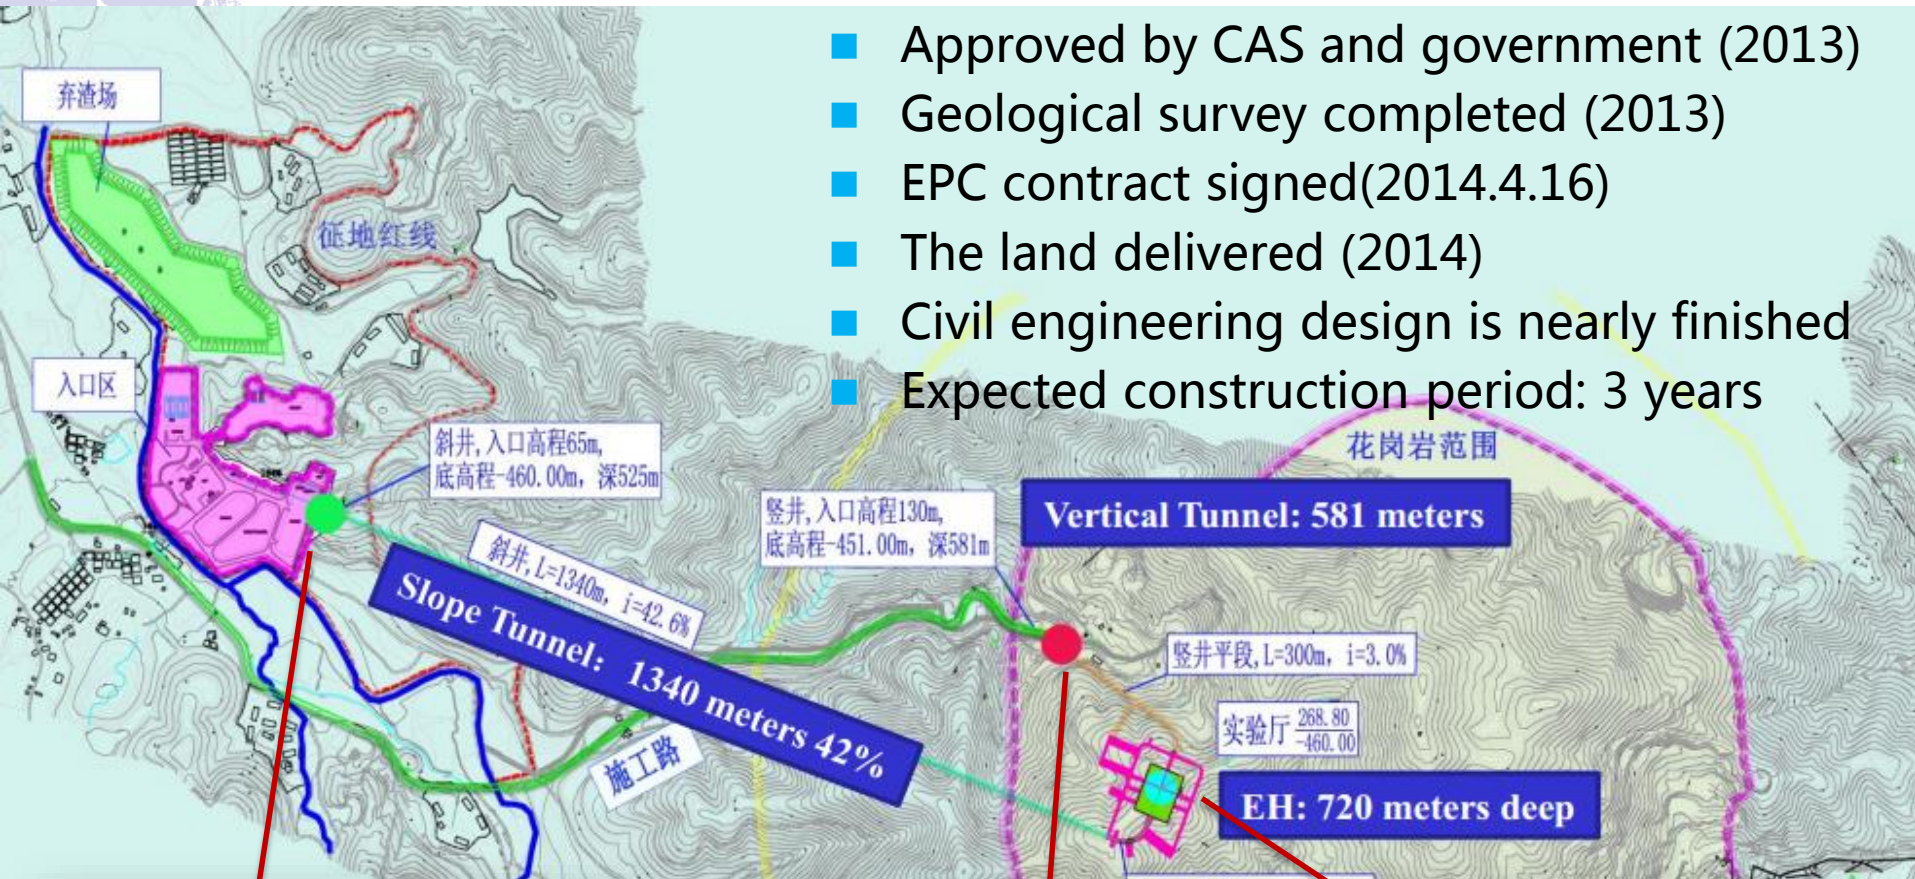 Approved by CAS and government (2013)
Geological survey completed (2013)
EPC contract signed(2014.4.16)
The land delivered (2014)
Civil engineering design is nearly finished
Expected construction period: 3 years
弃渣场
征地红线
入口区
斜井,入口高程65m,
底高程-460.00m，深525m
花岗岩范围
竖井,入口高程130m,
底高程-451.00m，深581m
Vertical Tunnel: 581 meters
斜井,L=1340m，i=42.6%
Slope Tunnel: 1340 meters 42%
竖井平段,L=300m，i=3.0%
实验厅 268.80
-460.00
施工路
EH: 720 meters deep